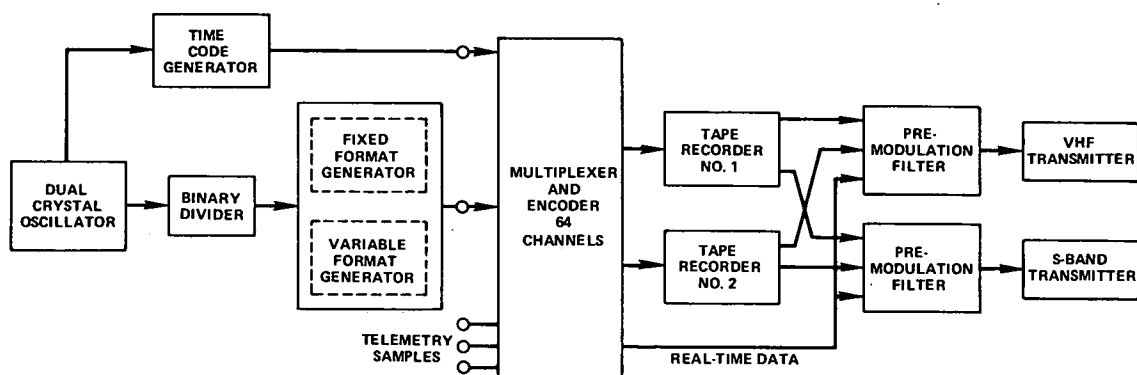 TIME
CODE
GENERATOR
FIXED
FORMAT
GENERATOR
DUAL
CRYSTAL
OSCILLATOR
BINARY
DIVIDER
VARIABLE
FORMAT
GENERATOR
TELEMETRY
SAMPLES
MULTIPLEXER
AND
ENCODER
64
CHANNELS
TAPE
RECORDER
NO. 1
TAPE
RECORDER
NO. 2
REAL-TIME DATA
PRE-
MODULATION
FILTER
VHF
TRANSMITTER
PRE-
MODULATION
FILTER
S-BAND
TRANSMITTER